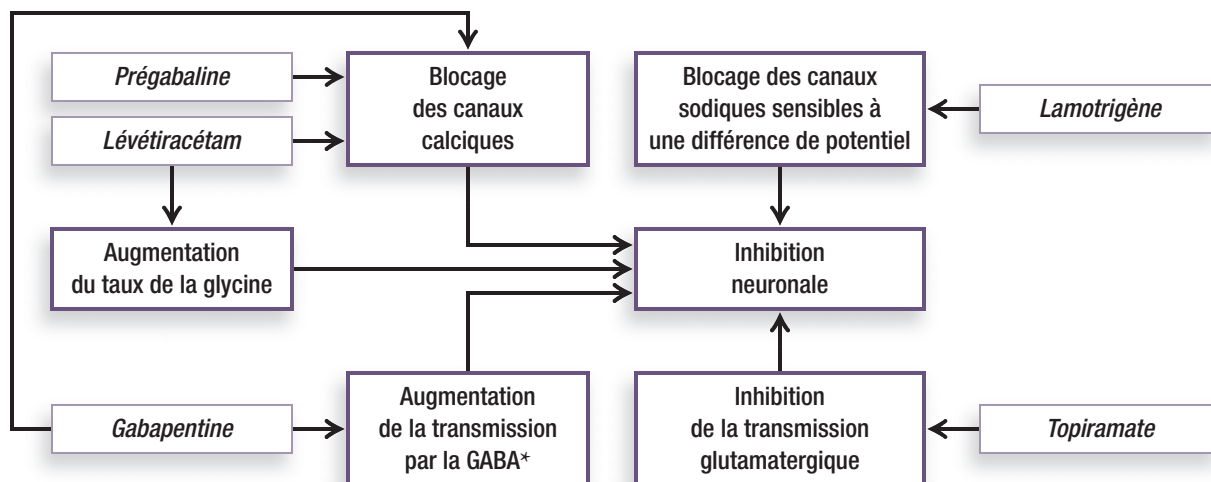 Prégabaline
Lévétiracétam
Blocage
des canaux
calciques
Blocage des canaux
sodiques sensibles à
une différence de potentiel
Lamotrigène
Augmentation
du taux de la glycine
Inhibition
neuronale
Gabapentine
Augmentation
de la transmission
par la GABA*
Inhibition
de la transmission
glutamatergique
Topiramate